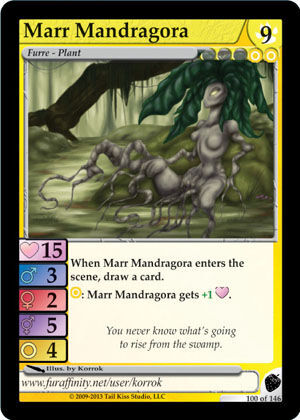 Marr Mandragora
9
Furre - Plant
15
3
2
5
4
When Marr Mandragora enters the
scene, draw a card.
: Marr Mandragora gets +1 .
You never know what's going
to rise from the swamp.
Illus. by Korrok
www.furaffinity.net/user/korrok
100 of 146
© 2009-2013 Tail Kiss Studio, LLC